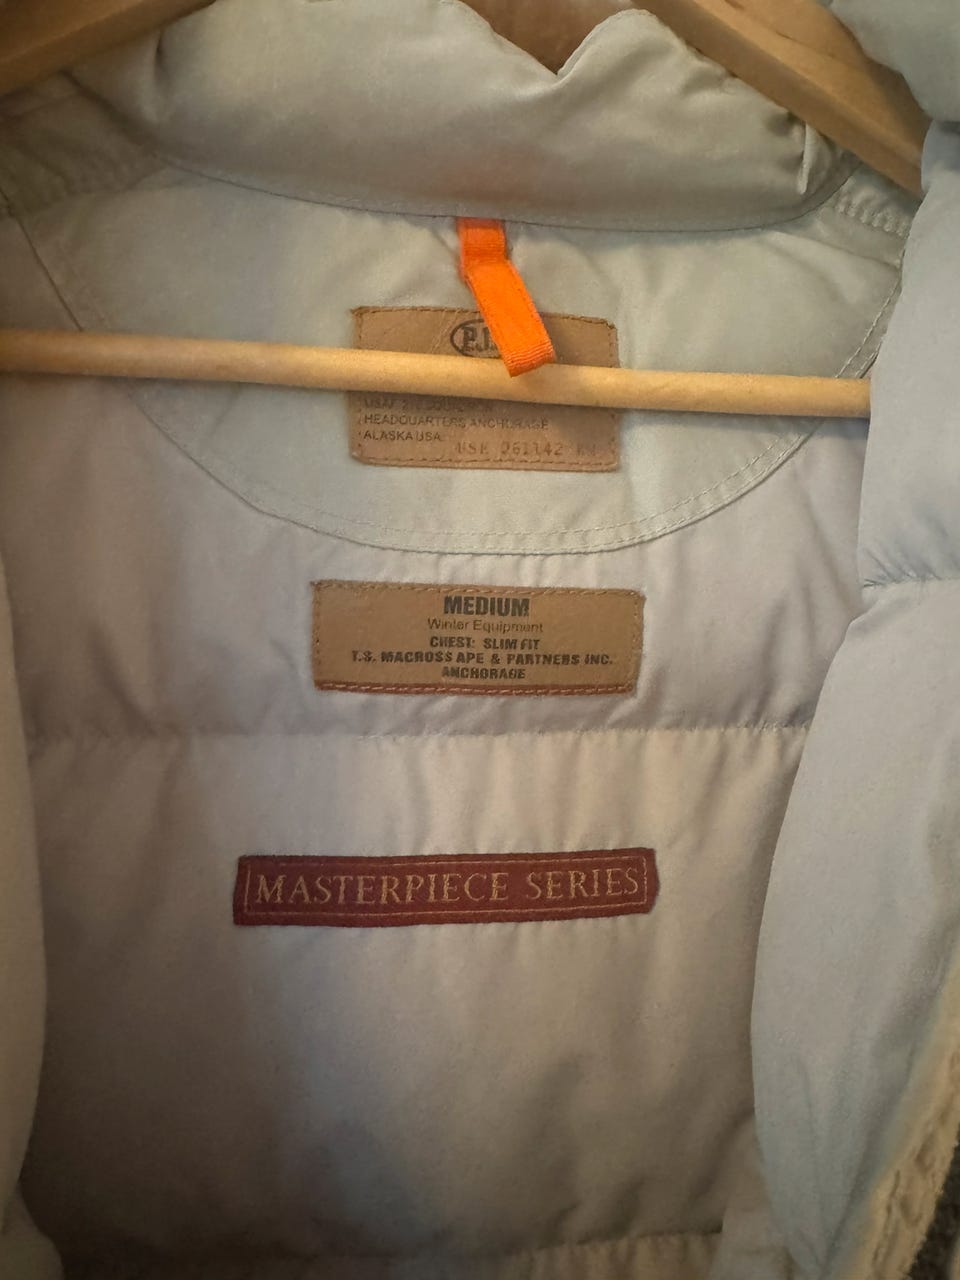 P.J.
HEADQUARTERS ANCHORAGE
ALASKA USA
MEDIUM
Winter Equipment
CHEST: SLIM FIT
T.S. MACROSS APE & PARTNERS INC.
ANCHORAGE
MASTERPIECE SERIES